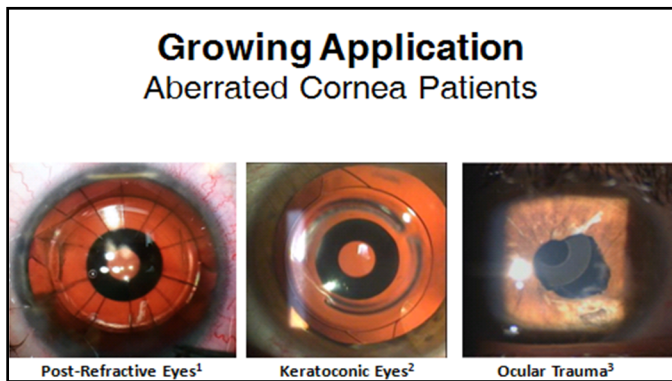 Growing Application
Aberrated Cornea Patients
Post-Refractive Eyes¹
Keratoconic Eyes²
Ocular Trauma³